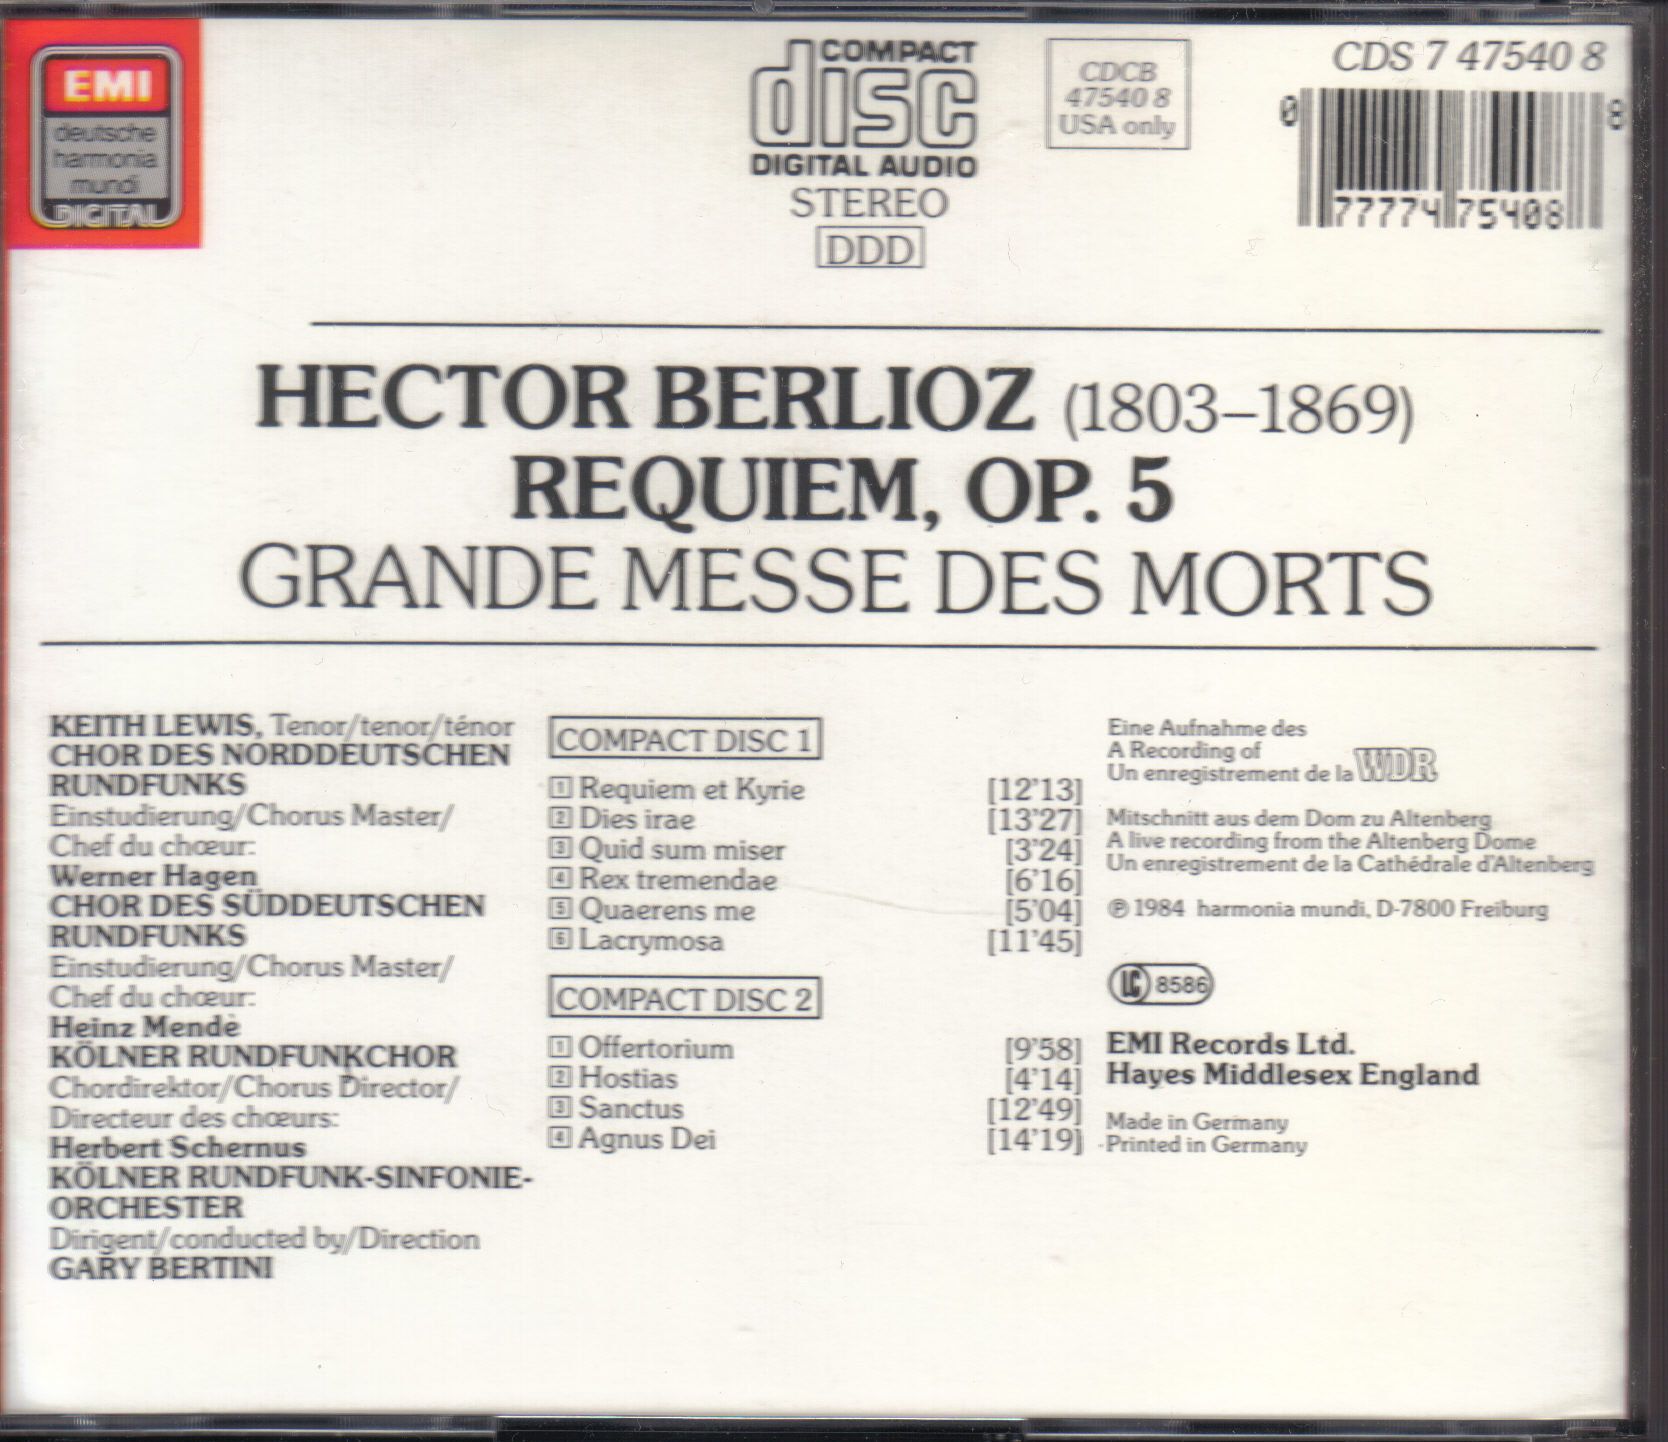 EMI
deutsche
harmonia
mundi
DIGITAL
COMPACT
disc
DIGITAL AUDIO
STEREO
DDD
CDCB
47540 8
USA only
CDS 7 47540 8
0 77774 75408 8
HECTOR BERLIOZ (1803–1869)
REQUIEM, OP. 5
GRANDE MESSE DES MORTS
KEITH LEWIS, Tenor/tenor/ténor
CHOR DES NORDDEUTSCHEN
RUNDFUNKS
Einstudierung/Chorus Master/
Chef du chœur:
Werner Hagen
CHOR DES SÜDDEUTSCHEN
RUNDFUNKS
Einstudierung/Chorus Master/
Chef du chœur:
Heinz Mendè
KÖLNER RUNDFUNKCHOR
Chordirektor/Chorus Director/
Directeur des chœurs:
Herbert Schernus
KÖLNER RUNDFUNK-SINFONIE-
ORCHESTER
Dirigent/conducted by/Direction
GARY BERTINI
COMPACT DISC 1
1 Requiem et Kyrie [12'13]
2 Dies irae [13'27]
3 Quid sum miser [3'24]
4 Rex tremendae [6'16]
5 Quaerens me [5'04]
6 Lacrymosa [11'45]
COMPACT DISC 2
1 Offertorium [9'58]
2 Hostias [4'14]
3 Sanctus [12'49]
4 Agnus Dei [14'19]
Eine Aufnahme des
A Recording of
Un enregistrement de la WDR
Mitschnitt aus dem Dom zu Altenberg
A live recording from the Altenberg Dome
Un enregistrement de la Cathédrale d'Altenberg
℗ 1984 harmonia mundi, D-7800 Freiburg
LC 8586
EMI Records Ltd.
Hayes Middlesex England
Made in Germany
Printed in Germany